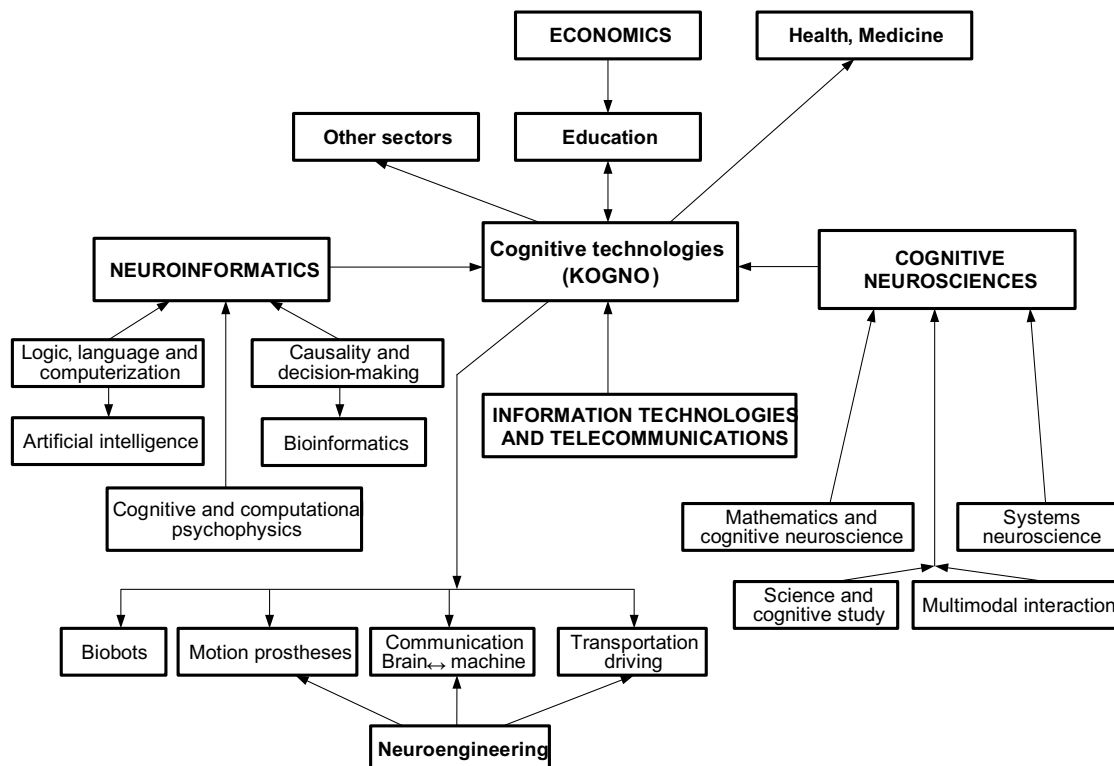 ECONOMICS
Health, Medicine
Other sectors
Education
Cognitive technologies
(KOGNO)
NEUROINFORMATICS
COGNITIVE
NEUROSCIENCES
Logic, language and
computerization
Causality and
decision-making
Artificial intelligence
Bioinformatics
INFORMATION TECHNOLOGIES
AND TELECOMMUNICATIONS
Cognitive and computationa
psychophysics
Mathematics and
cognitive neuroscience
Systems
neuroscience
Science and
cognitive study
Multimodal interaction
Biobots
Motion prostheses
Communication
Brain↔ machine
Transportation
driving
Neuroengineering